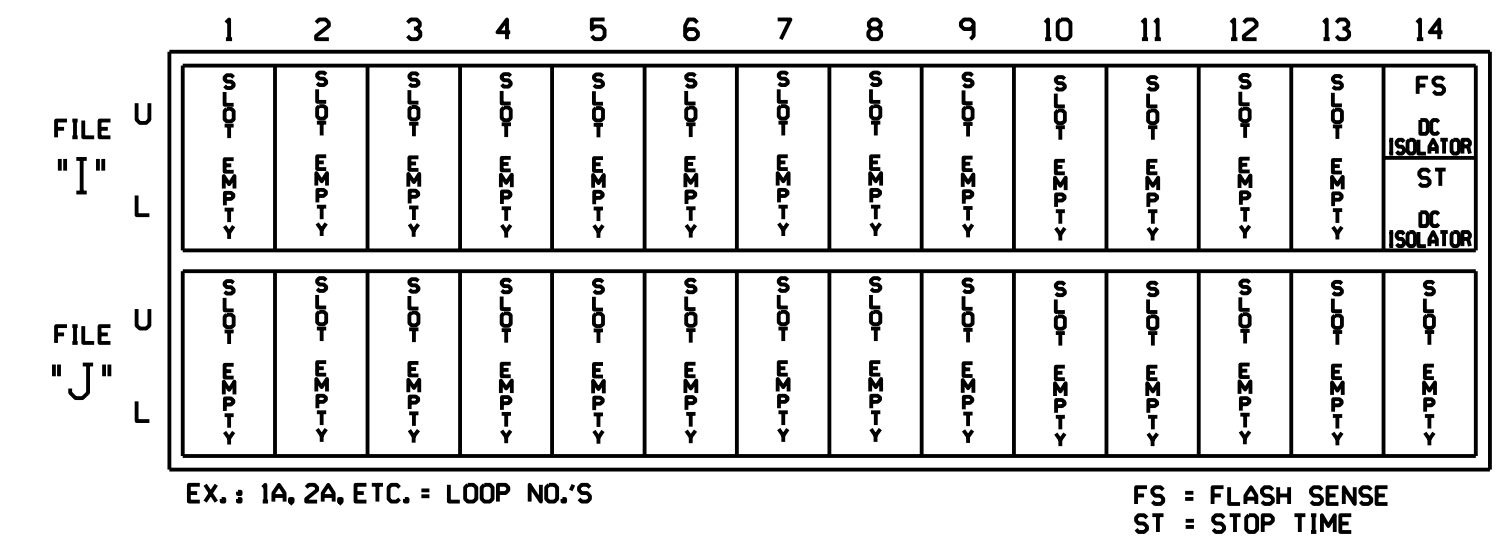 1 2 3 4 5 6 7 8 9 10 11 12 13 14
FILE "I"
U
L
SLOT EMPTY
SLOT EMPTY
SLOT EMPTY
SLOT EMPTY
SLOT EMPTY
SLOT EMPTY
SLOT EMPTY
SLOT EMPTY
SLOT EMPTY
SLOT EMPTY
SLOT EMPTY
SLOT EMPTY
SLOT EMPTY
FS
DC
ISOLATOR
ST
DC
ISOLATOR
FILE "J"
U
L
SLOT EMPTY
SLOT EMPTY
SLOT EMPTY
SLOT EMPTY
SLOT EMPTY
SLOT EMPTY
SLOT EMPTY
SLOT EMPTY
SLOT EMPTY
SLOT EMPTY
SLOT EMPTY
SLOT EMPTY
SLOT EMPTY
SLOT EMPTY
EX.: 1A, 2A, ETC. = LOOP NO.'S
FS = FLASH SENSE
ST = STOP TIME